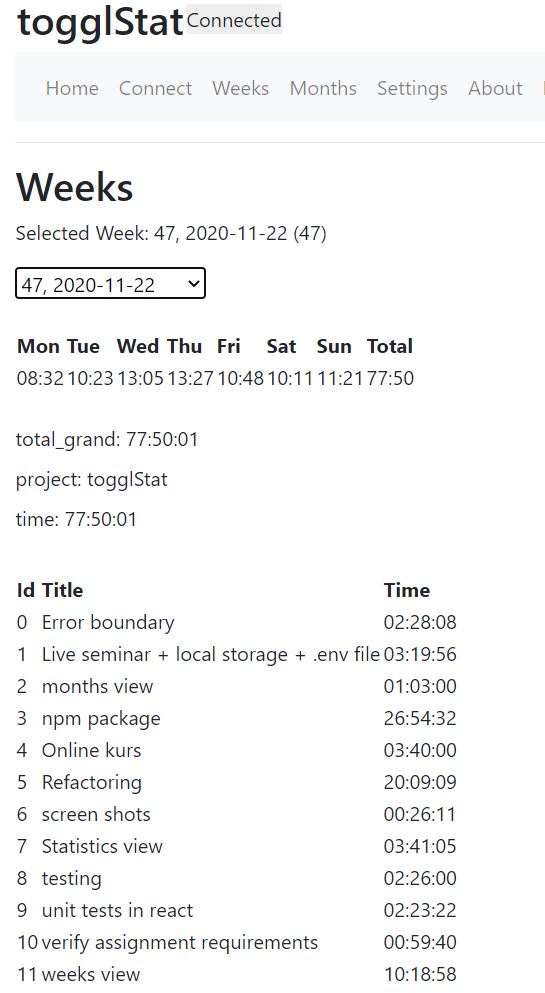 togglStat Connected
Home Connect Weeks Months Settings About
Weeks
Selected Week: 47, 2020-11-22 (47)
47, 2020-11-22
Mon Tue Wed Thu Fri Sat Sun Total
08:32 10:23 13:05 13:27 10:48 10:11 11:21 77:50
total_grand: 77:50:01
project: togglStat
time: 77:50:01
Id Title Time
0 Error boundary 02:28:08
1 Live seminar + local storage + .env file 03:19:56
2 months view 01:03:00
3 npm package 26:54:32
4 Online kurs 03:40:00
5 Refactoring 20:09:09
6 screen shots 00:26:11
7 Statistics view 03:41:05
8 testing 02:26:00
9 unit tests in react 02:23:22
10 verify assignment requirements 00:59:40
11 weeks view 10:18:58